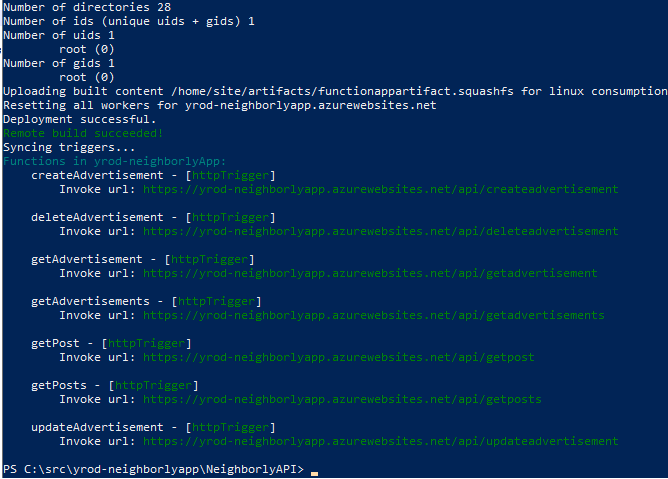 Number of directories 28
Number of ids (unique uids + gids) 1
Number of uids 1
root (0)
Number of gids 1
root (0)
Uploading built content /home/site/artifacts/functionappartifact.squashfs for linux consumption
Resetting all workers for yrod-neighborlyapp.azurewebsites.net
Deployment successful.
Remote build succeeded!
Syncing triggers...
Functions in yrod-neighborlyApp:
createAdvertisement - [httpTrigger]
Invoke url: https://yrod-neighborlyapp.azurewebsites.net/api/createadvertisement
deleteAdvertisement - [httpTrigger]
Invoke url: https://yrod-neighborlyapp.azurewebsites.net/api/deleteadvertisement
getAdvertisement - [httpTrigger]
Invoke url: https://yrod-neighborlyapp.azurewebsites.net/api/getadvertisement
getAdvertisements - [httpTrigger]
Invoke url: https://yrod-neighborlyapp.azurewebsites.net/api/getadvertisements
getPost - [httpTrigger]
Invoke url: https://yrod-neighborlyapp.azurewebsites.net/api/getpost
getPosts - [httpTrigger]
Invoke url: https://yrod-neighborlyapp.azurewebsites.net/api/getposts
updateAdvertisement - [httpTrigger]
Invoke url: https://yrod-neighborlyapp.azurewebsites.net/api/updateadvertisement
PS C:\src\yrod-neighborlyapp\NeighborlyAPI>